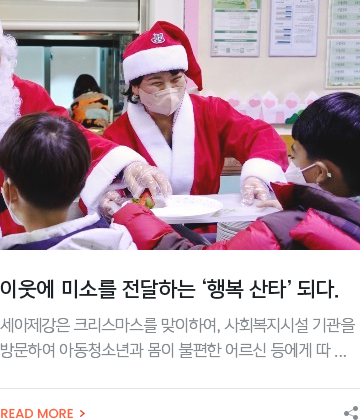 이웃에 미소를 전달하는 ‘행복 산타’ 되다.
세아제강은 크리스마스를 맞이하여, 사회복지시설 기관을
방문하여 아동청소년과 몸이 불편한 어르신 등에게 따 ...
READ MORE >